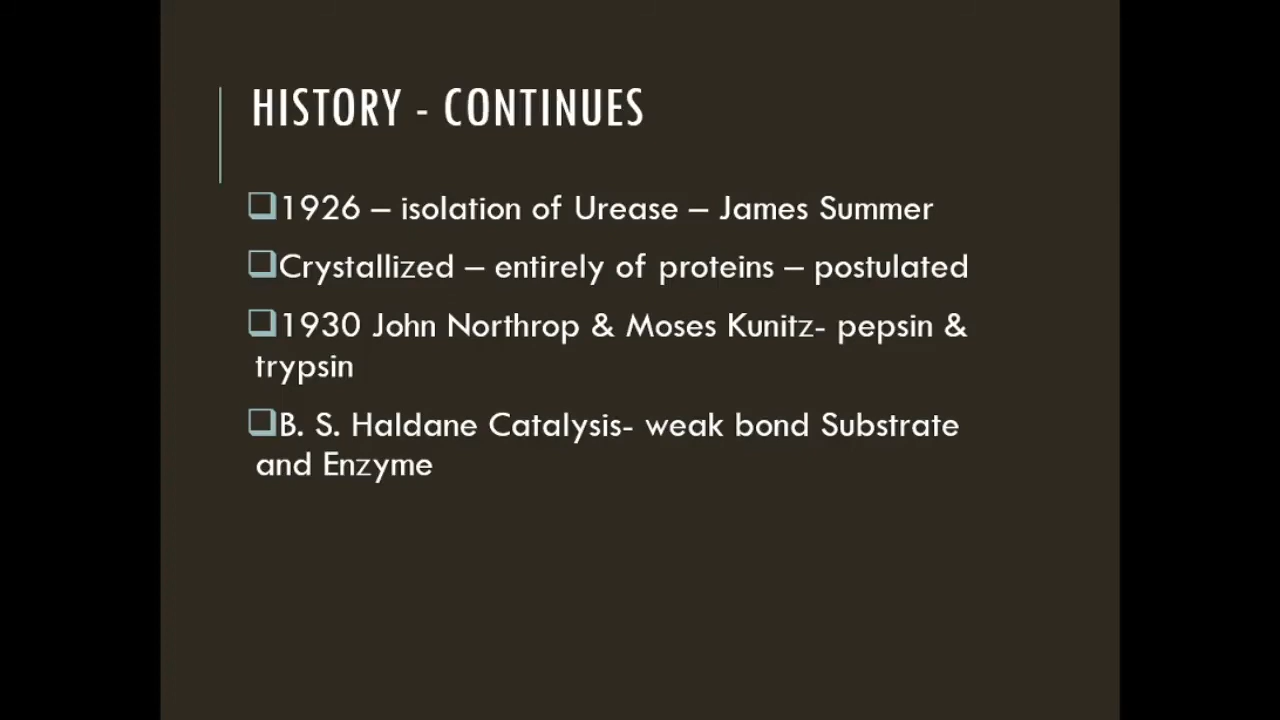 HISTORY - CONTINUES
1926 – isolation of Urease – James Summer
Crystallized – entirely of proteins – postulated
1930 John Northrop & Moses Kunitz- pepsin &
trypsin
B. S. Haldane Catalysis- weak bond Substrate
and Enzyme